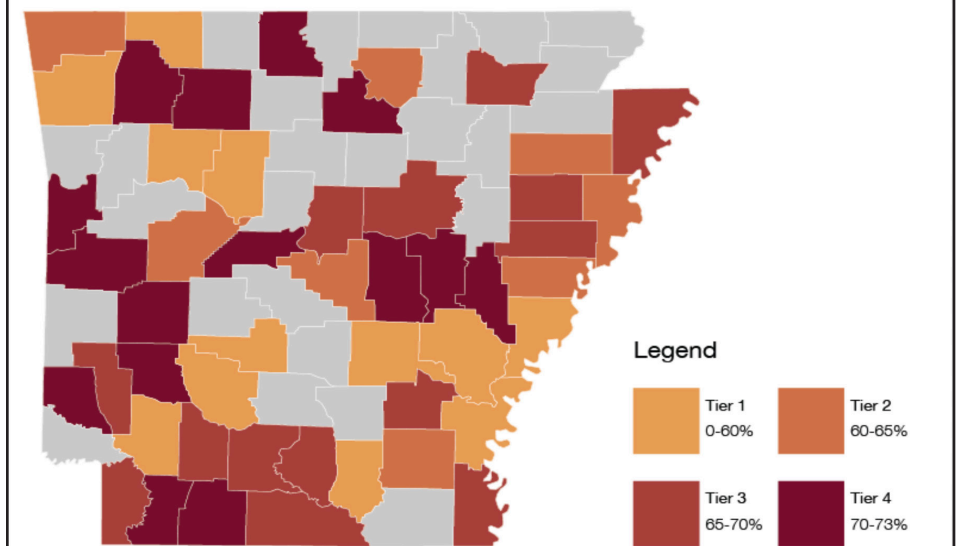 Legend
Tier 1
0-60%
Tier 2
60-65%
Tier 3
65-70%
Tier 4
70-73%